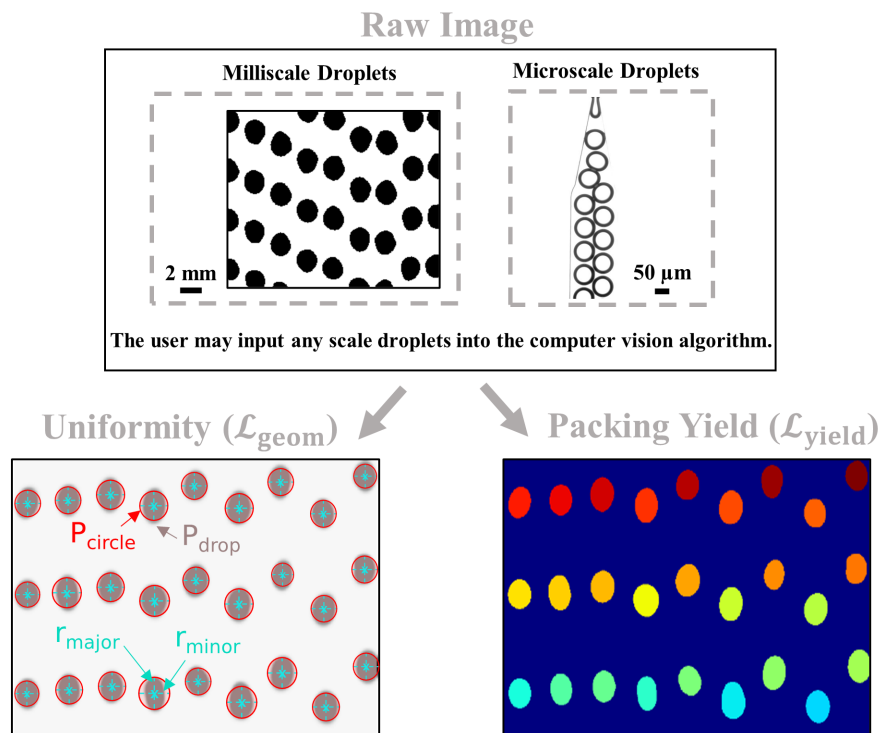 Raw Image
Milliscale Droplets
Microscale Droplets
2 mm
50 µm
The user may input any scale droplets into the computer vision algorithm.
Uniformity (ℒgeom)
Packing Yield (ℒyield)
Pcircle
Pdrop
rmajor
rminor